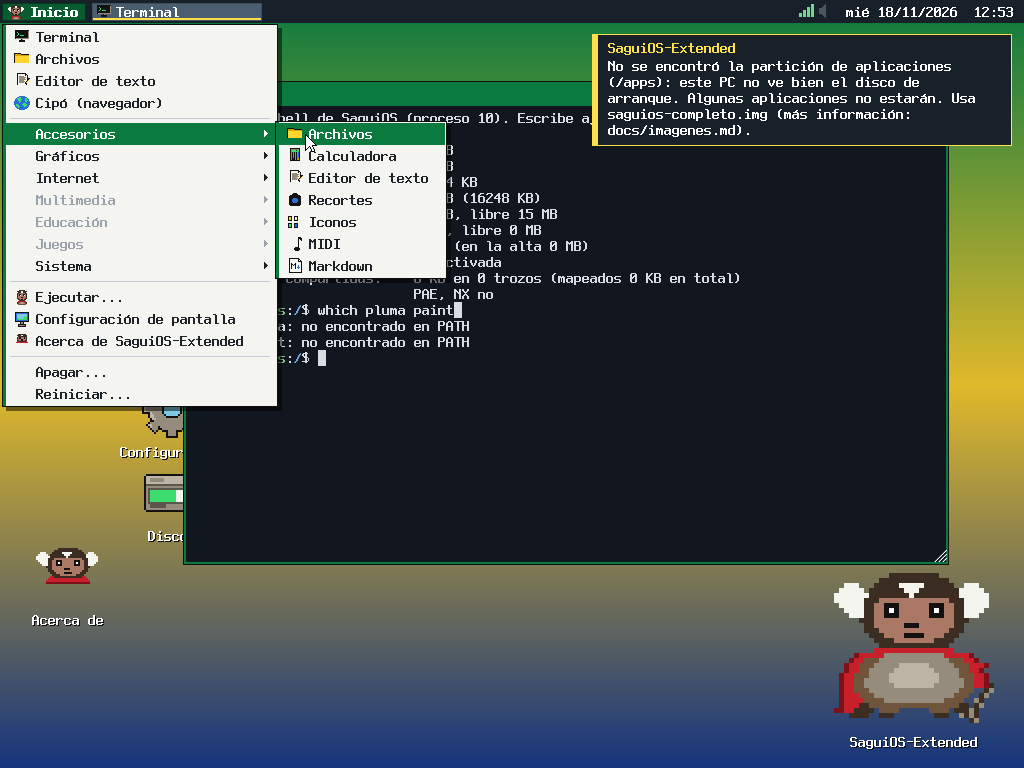 Inicio
Terminal
mié 18/11/2026 12:53
Terminal
Archivos
Editor de texto
Cipó (navegador)
Accesorios
Gráficos
Internet
Multimedia
Educación
Juegos
Sistema
Ejecutar...
Configuración de pantalla
Acerca de SaguiOS-Extended
Apagar...
Reiniciar...
Archivos
Calculadora
Editor de texto
Recortes
Iconos
MIDI
Markdown
SaguiOS-Extended
No se encontró la partición de aplicaciones
(/apps): este PC no ve bien el disco de
arranque. Algunas aplicaciones no estarán. Usa
saguios-completo.img (más información:
docs/imagenes.md).
hell de SaguiOS (proceso 10). Escribe a
B
B
4 KB
B (16248 KB)
B, libre 15 MB
, libre 0 MB
(en la alta 0 MB)
ctivada
compartidas: 0 KB en 0 trozos (mapeados 0 KB en total)
PAE, NX no
s:/$ which pluma paint
a: no encontrado en PATH
t: no encontrado en PATH
s:/$
Configur
Disco
Acerca de
SaguiOS-Extended